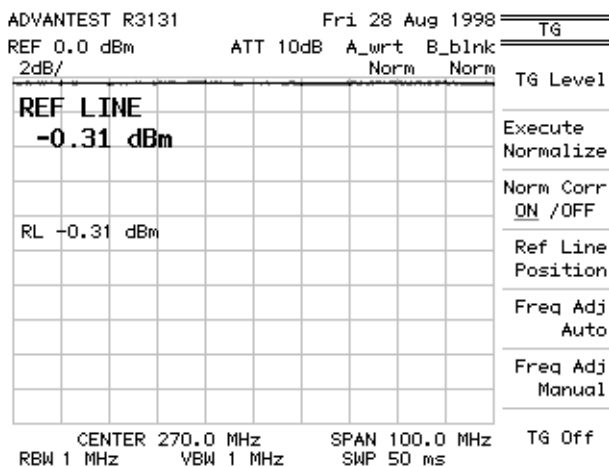 ADVANTEST R3131 Fri 28 Aug 1998
REF 0.0 dBm ATT 10dB A_wrt B_blnk
2dB/ Norm Norm
REF LINE
-0.31 dBm
RL -0.31 dBm
CENTER 270.0 MHz SPAN 100.0 MHz
RBW 1 MHz VBW 1 MHz SWP 50 ms
TG
TG Level
Execute
Normalize
Norm Corr
ON /OFF
Ref Line
Position
Freq Adj
Auto
Freq Adj
Manual
TG Off